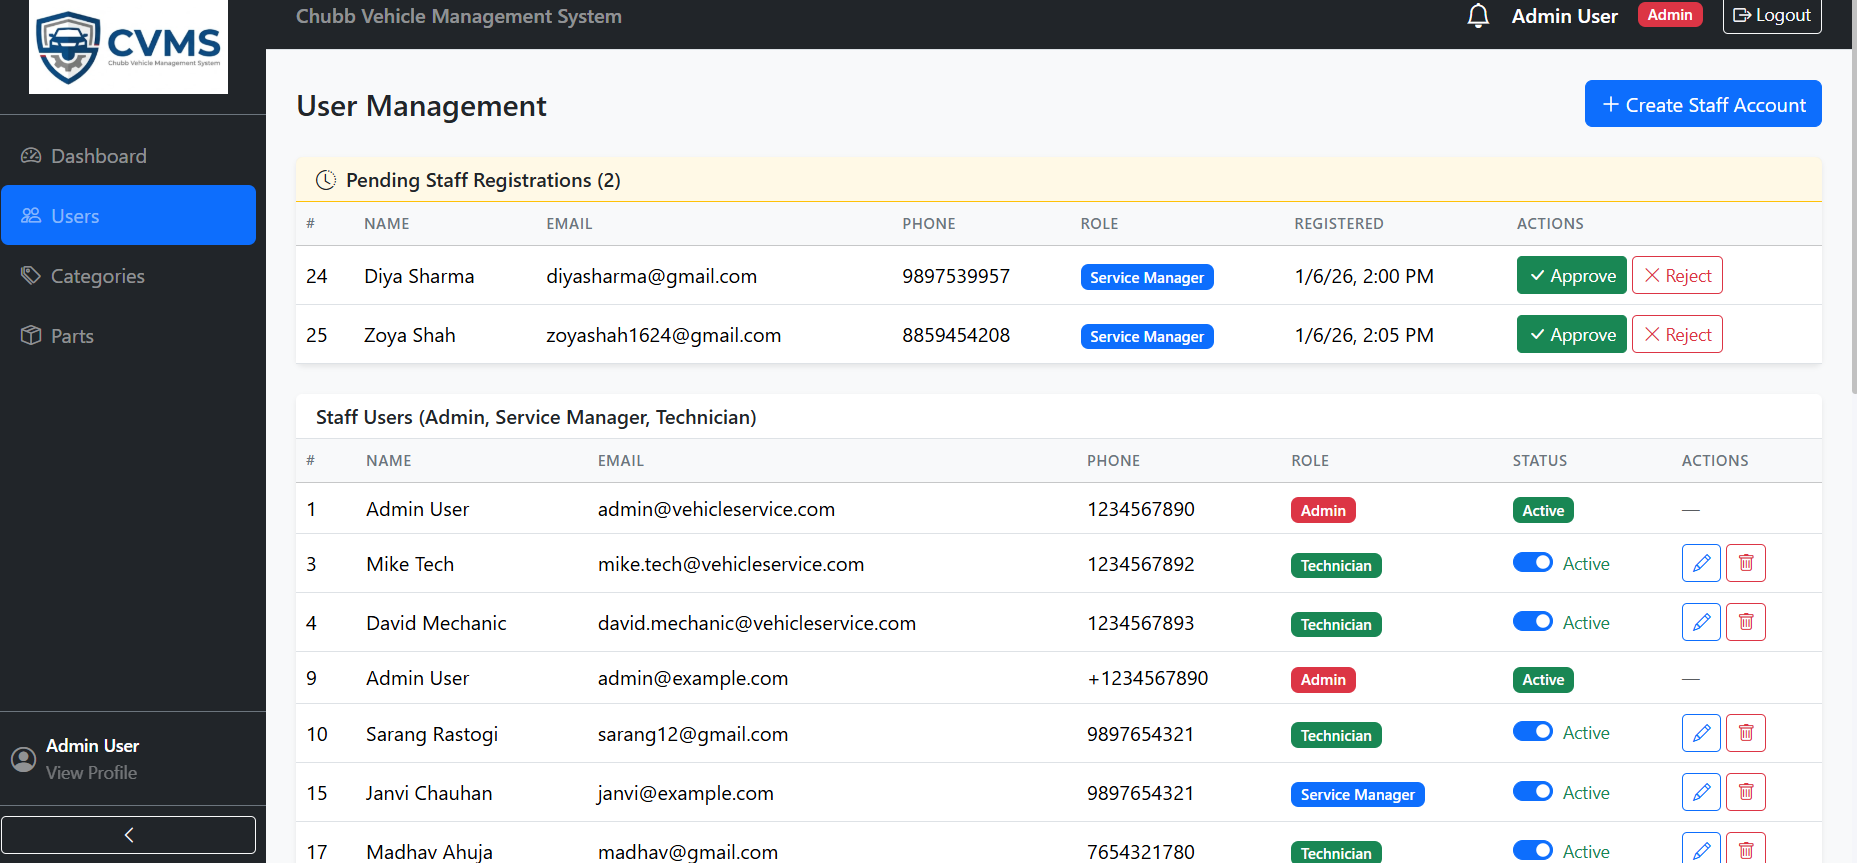 CVMS
Chubb Vehicle Management System
Chubb Vehicle Management System
Admin User Admin Logout
Dashboard
Users
Categories
Parts
Admin User
View Profile
User Management
+ Create Staff Account
Pending Staff Registrations (2)
# NAME EMAIL PHONE ROLE REGISTERED ACTIONS
24 Diya Sharma diyasharma@gmail.com 9897539957 Service Manager 1/6/26, 2:00 PM Approve Reject
25 Zoya Shah zoyashah1624@gmail.com 8859454208 Service Manager 1/6/26, 2:05 PM Approve Reject
Staff Users (Admin, Service Manager, Technician)
# NAME EMAIL PHONE ROLE STATUS ACTIONS
1 Admin User admin@vehicleservice.com 1234567890 Admin Active —
3 Mike Tech mike.tech@vehicleservice.com 1234567892 Technician Active
4 David Mechanic david.mechanic@vehicleservice.com 1234567893 Technician Active
9 Admin User admin@example.com +1234567890 Admin Active —
10 Sarang Rastogi sarang12@gmail.com 9897654321 Technician Active
15 Janvi Chauhan janvi@example.com 9897654321 Service Manager Active
17 Madhav Ahuja madhav@gmail.com 7654321780 Technician Active